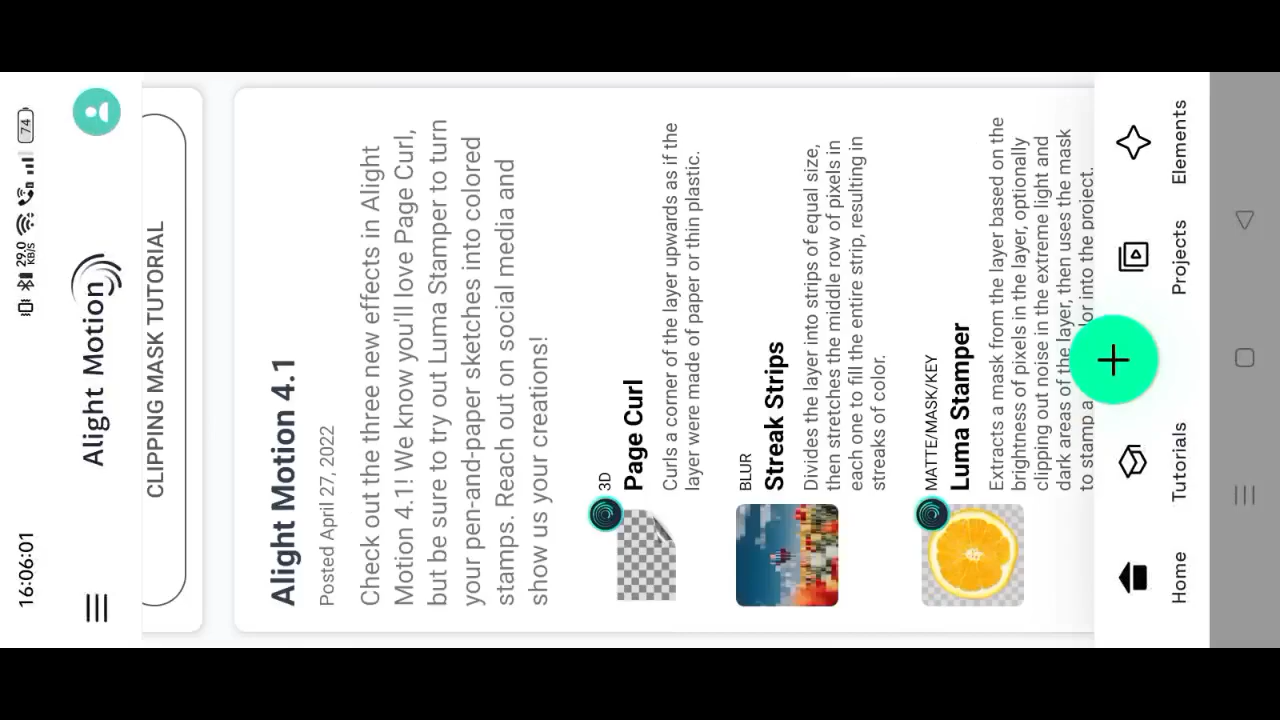 16:06:01
29.0
KB/S
74
Alight Motion
CLIPPING MASK TUTORIAL
Alight Motion 4.1
Posted April 27, 2022
Check out the three new effects in Alight
Motion 4.1! We know you'll love Page Curl,
but be sure to try out Luma Stamper to turn
your pen-and-paper sketches into colored
stamps. Reach out on social media and
show us your creations!
3D
Page Curl
Curls a corner of the layer upwards as if the
layer were made of paper or thin plastic.
BLUR
Streak Strips
Divides the layer into strips of equal size,
then stretches the middle row of pixels in
each one to fill the entire strip, resulting in
streaks of color.
MATTE/MASK/KEY
Luma Stamper
Extracts a mask from the layer based on the
brightness of pixels in the layer, optionally
clipping out noise in the extreme light and
dark areas of the layer, then uses the mask
to stamp a lor into the project.
Home
Tutorials
Projects
Elements